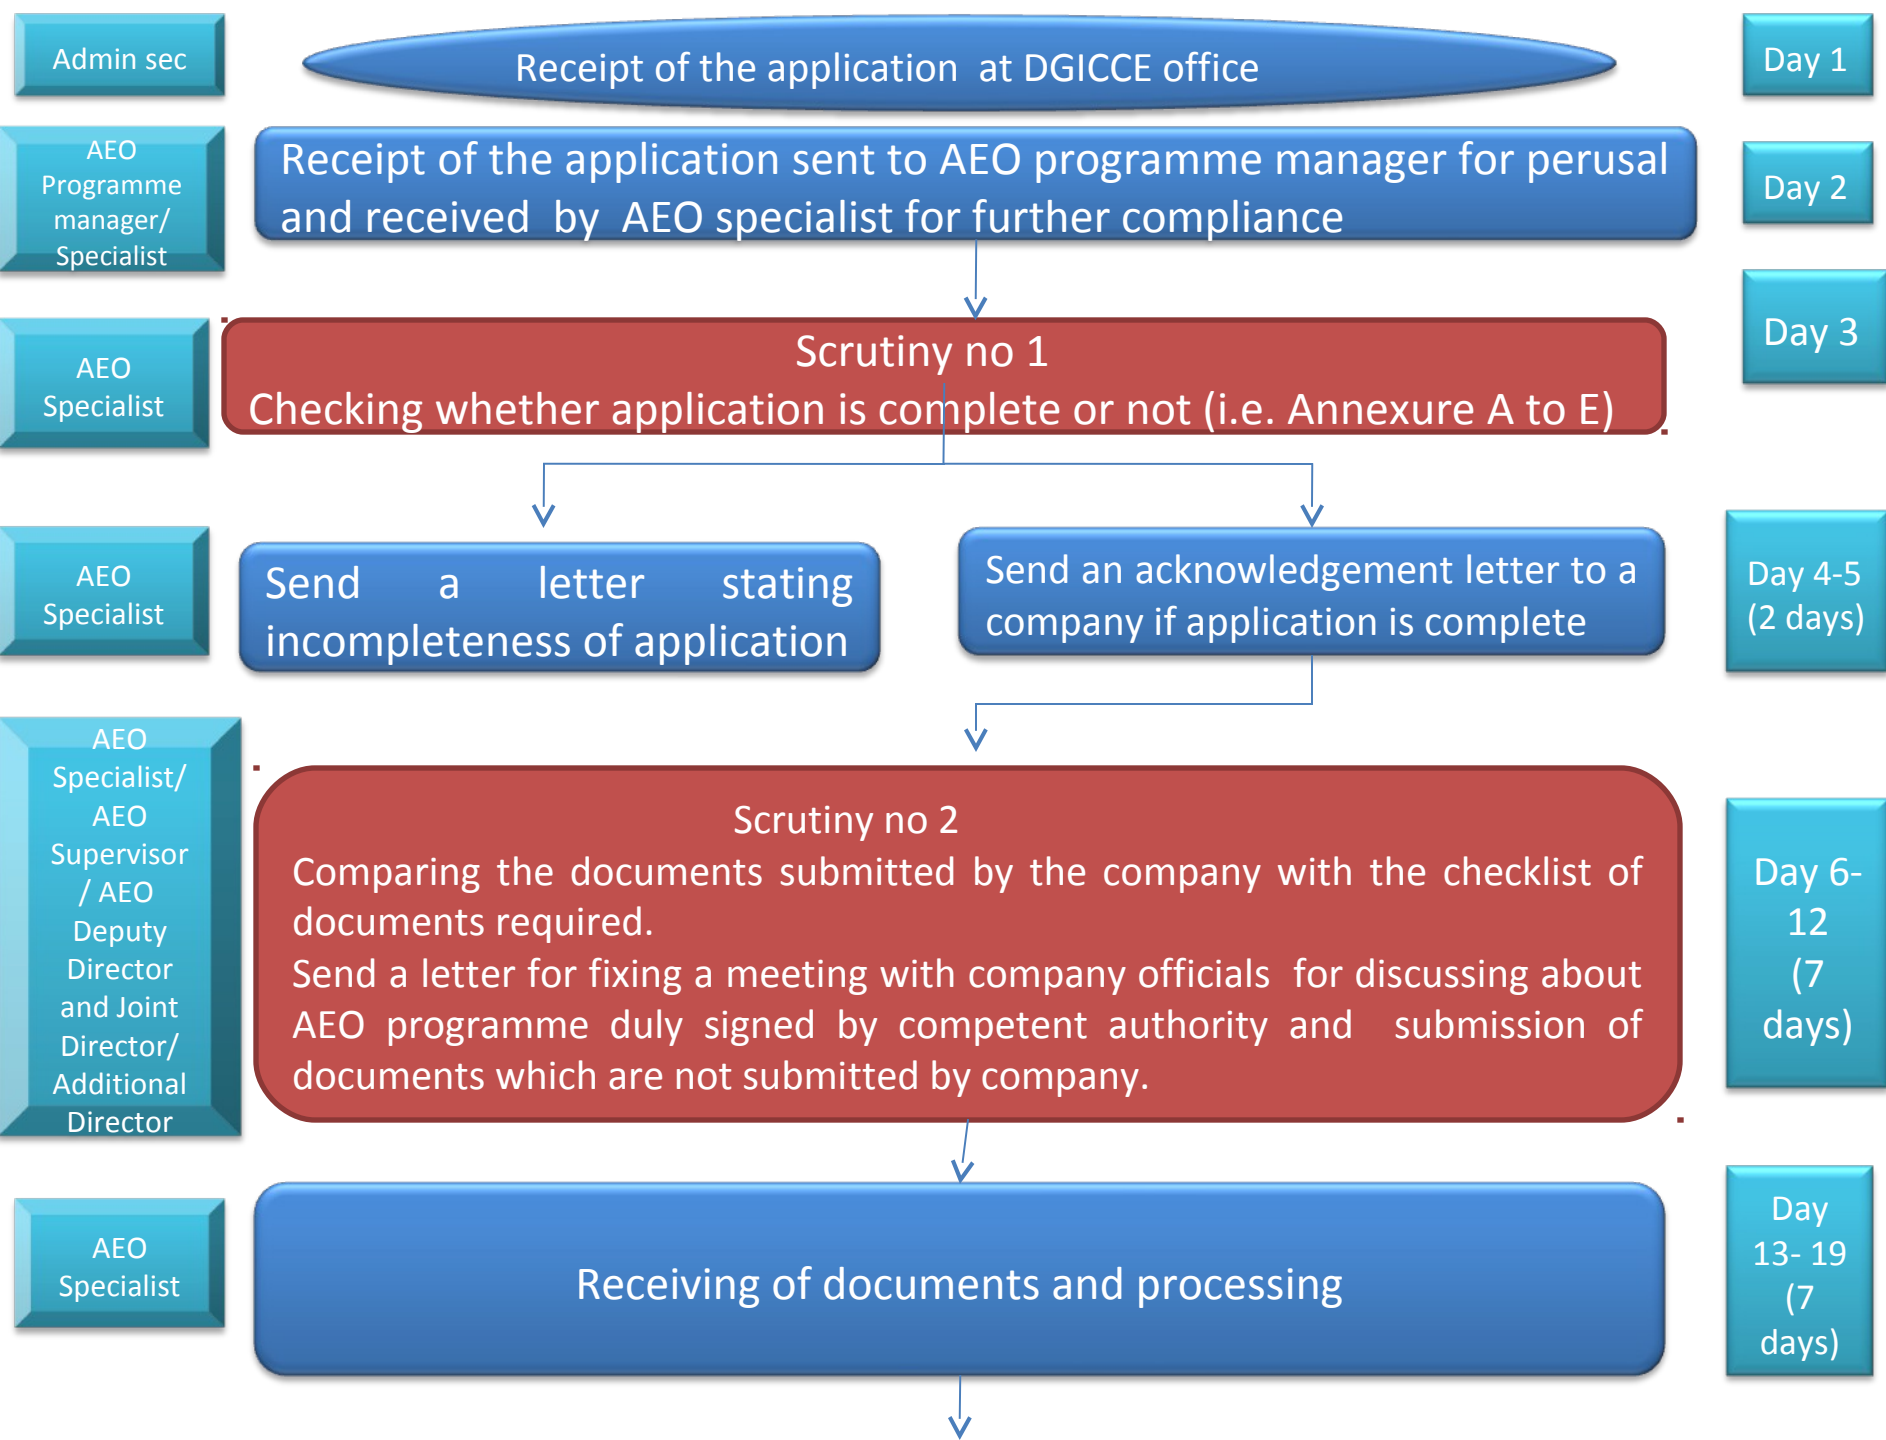 Admin sec
Receipt of the application at DGICCE office
Day 1
AEO
Programme
manager/
Specialist
Receipt of the application sent to AEO programme manager for perusal
and received by AEO specialist for further compliance
Day 2
AEO
Specialist
Scrutiny no 1
Checking whether application is complete or not (i.e. Annexure A to E)
Day 3
AEO
Specialist
Send a letter stating
incompleteness of application
Send an acknowledgement letter to a
company if application is complete
Day 4-5
(2 days)
AEO
Specialist/
AEO
Supervisor
/ AEO
Deputy
Director
and Joint
Director/
Additional
Director
Scrutiny no 2
Comparing the documents submitted by the company with the checklist of
documents required.
Send a letter for fixing a meeting with company officials for discussing about
AEO programme duly signed by competent authority and submission of
documents which are not submitted by company.
Day 6-
12
(7
days)
AEO
Specialist
Receiving of documents and processing
Day
13- 19
(7
days)